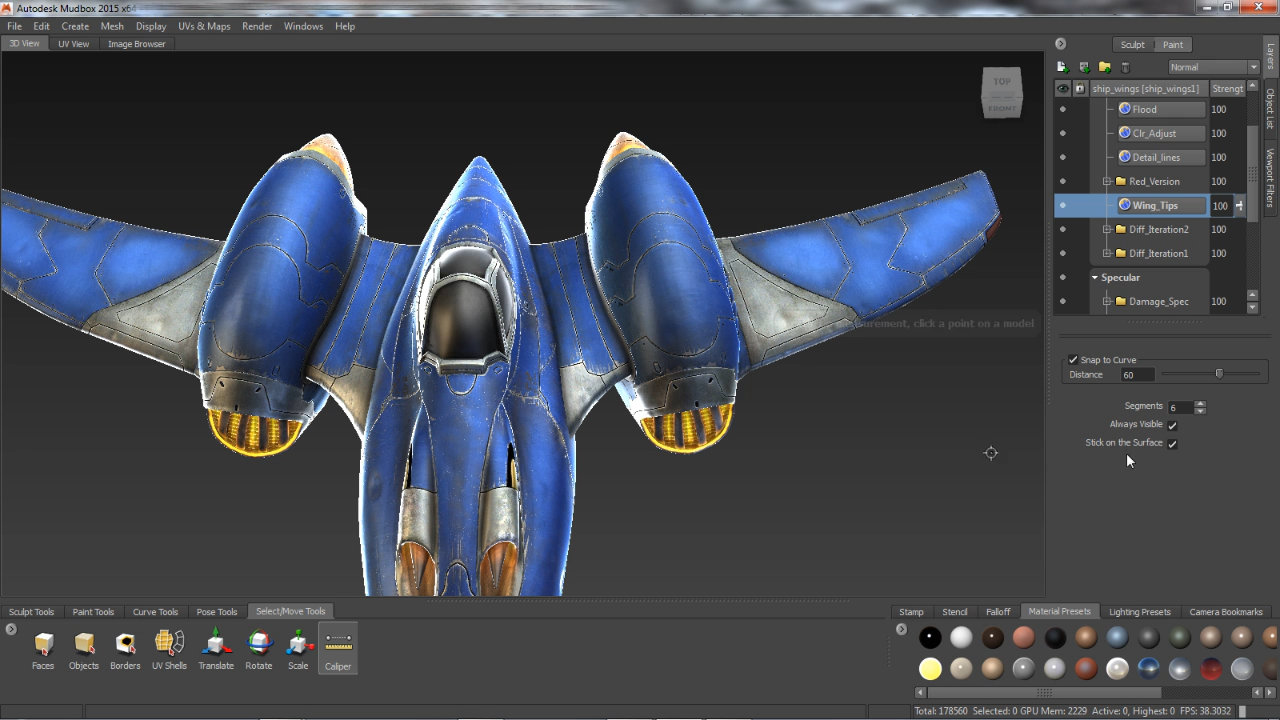 Autodesk Mudbox 2015 x64
File Edit Create Mesh Display UVs & Maps Render Windows Help
3D View UV View Image Browser
TOP
FRONT
measurement, click a point on a model
Sculpt Paint
Normal
ship_wings [ship_wings1] Strengt
Flood 100
Clr_Adjust 100
Detail_lines 100
Red_Version 100
Wing_Tips 100
Diff_Iteration2 100
Diff_Iteration1 100
Specular
Damage_Spec 100
Layers
Object List
Viewport Filters
Snap to Curve
Distance 60
Segments 6
Always Visible
Stick on the Surface
Sculpt Tools Paint Tools Curve Tools Pose Tools Select/Move Tools
Faces Objects Borders UV Shells Translate Rotate Scale Caliper
Stamp Stencil Falloff Material Presets Lighting Presets Camera Bookmarks
Total: 178560 Selected: 0 GPU Mem: 2229 Active: 0, Highest: 0 FPS: 38.3032